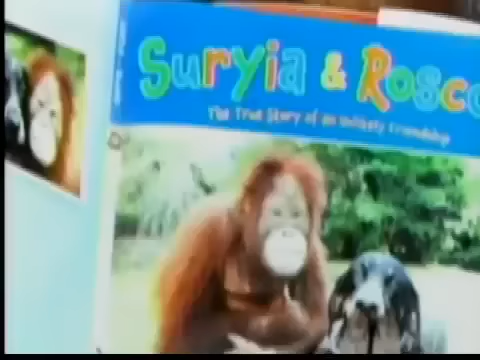 Suryia & Rosco
The True Story of an Unlikely Friendship